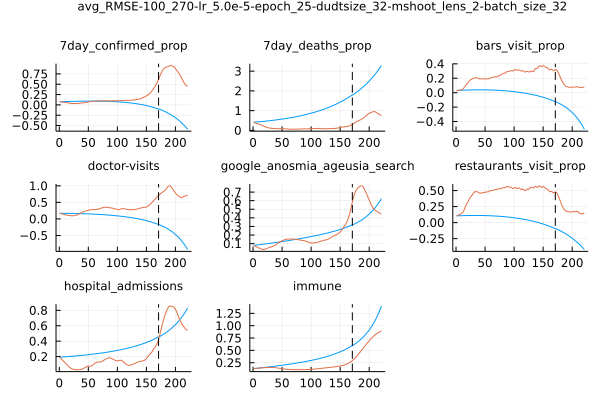 avg_RMSE-100_270-lr_5.0e-5-epoch_25-dudtsize_32-mshoot_lens_2-batch_size_32
7day_confirmed_prop 7day_deaths_prop bars_visit_prop
0.75 3 0.4
0.50 0.2
0.25 2 0.0
0.00 1 −0.2
−0.25 −0.4
−0.50 0
0 50 100 150 200 0 50 100 150 200 0 50 100 150 200
doctor-visits google_anosmia_ageusia_search restaurants_visit_prop
1.0 0.7 0.50
0.5 0.6 0.25
0.5
0.0 0.4 0.00
0.3
−0.5 0.2 −0.25
0.1
0 50 100 150 200 0 50 100 150 200 0 50 100 150 200
hospital_admissions immune
0.8 1.25
0.6 1.00
0.4 0.75
0.50
0.2 0.25
0 50 100 150 200 0 50 100 150 200